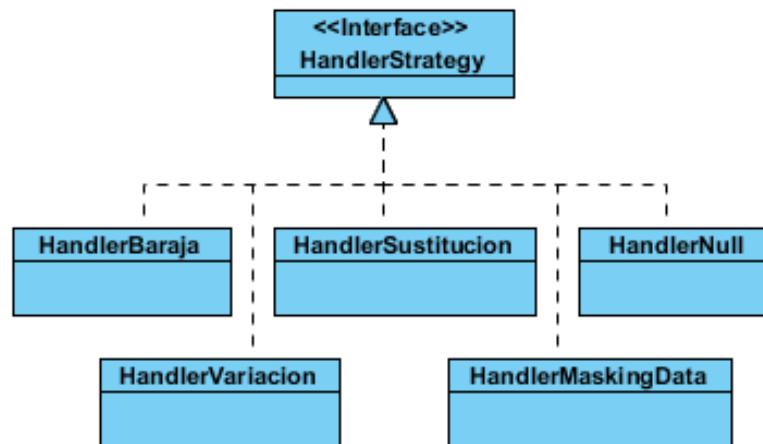 <<Interface>>
HandlerStrategy
HandlerBaraja
HandlerSustitucion
HandlerNull
HandlerVariacion
HandlerMaskingData